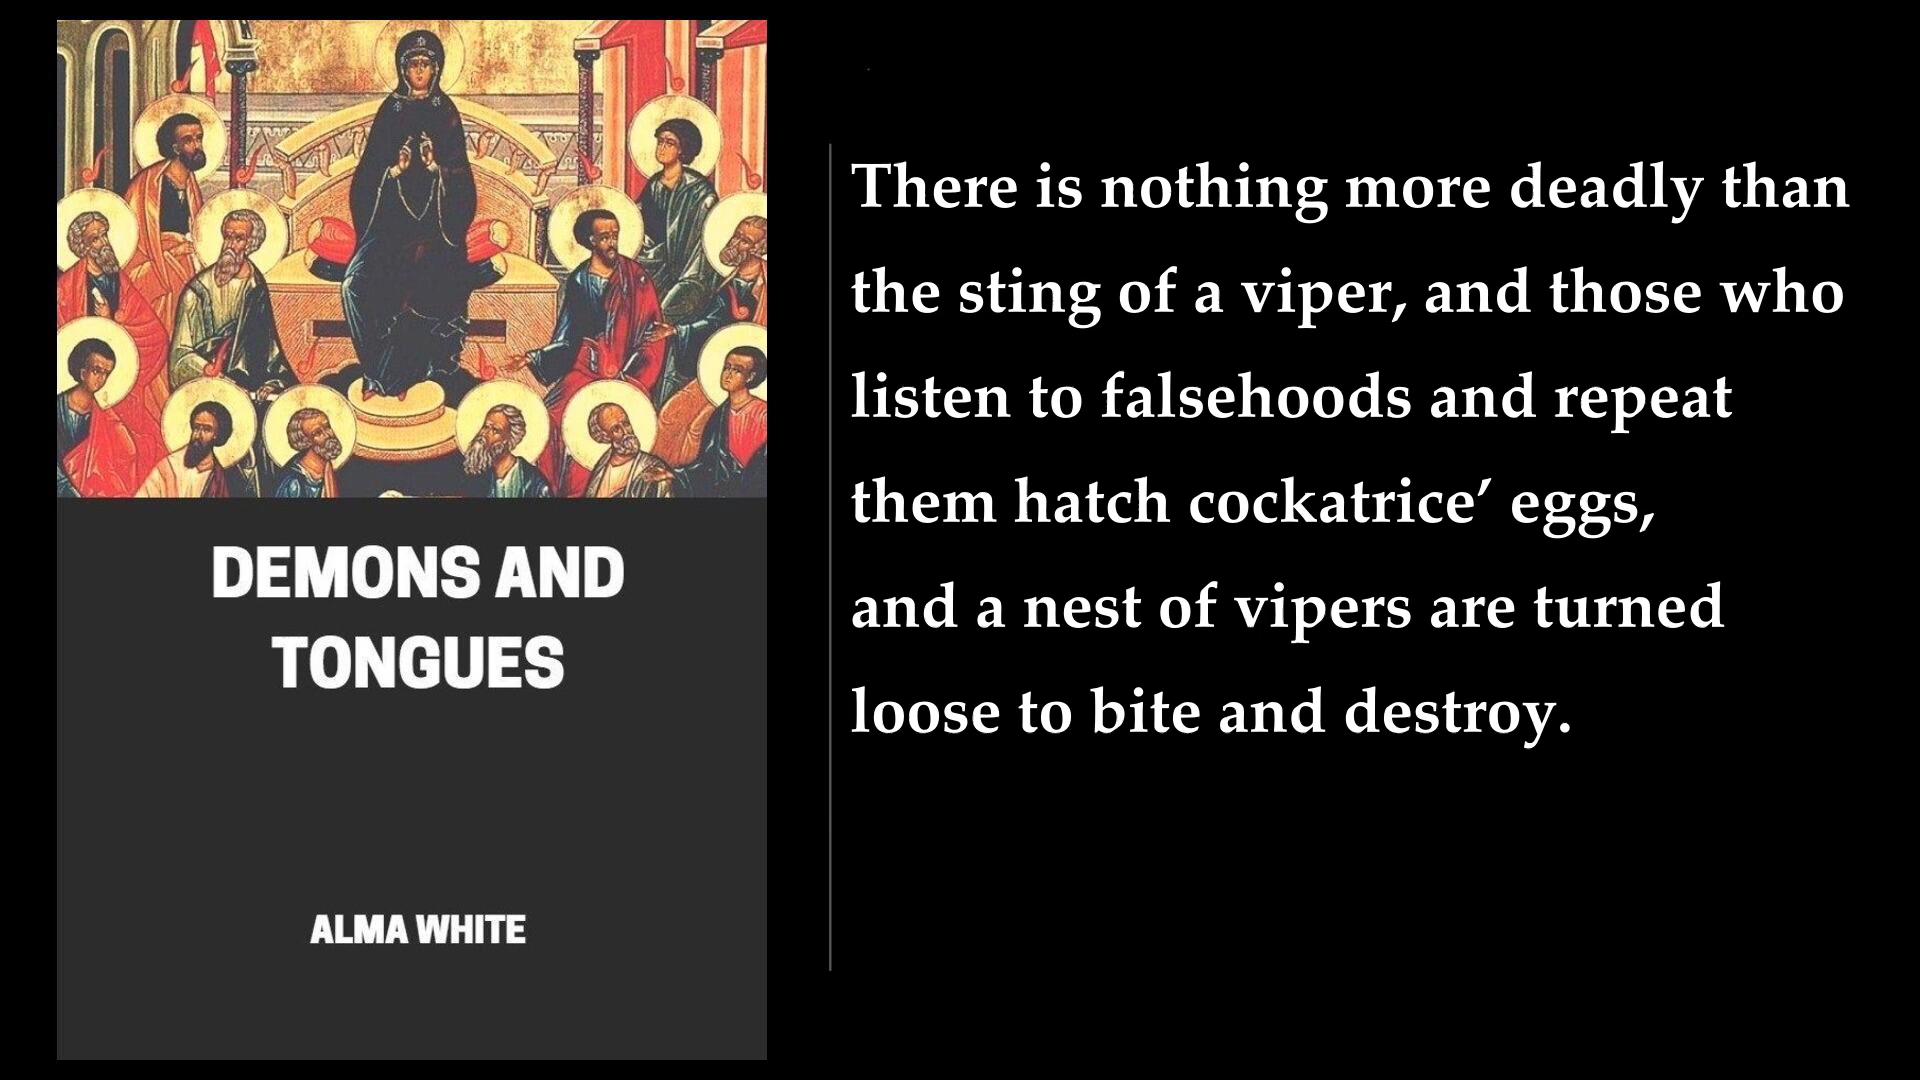 DEMONS AND
TONGUES
ALMA WHITE
There is nothing more deadly than
the sting of a viper, and those who
listen to falsehoods and repeat
them hatch cockatrice’ eggs,
and a nest of vipers are turned
loose to bite and destroy.